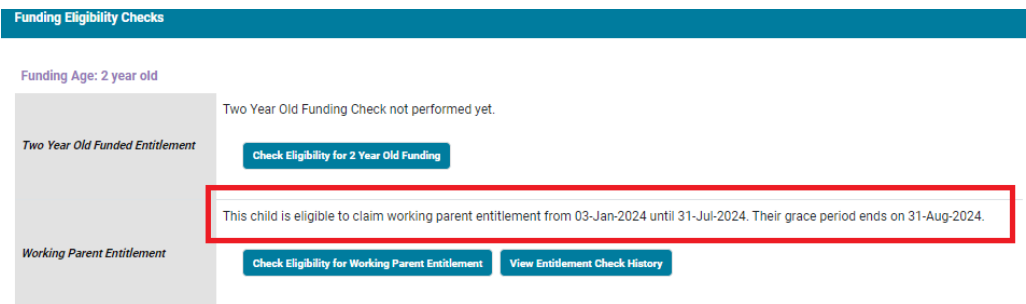 Funding Eligibility Checks
Funding Age: 2 year old
Two Year Old Funding Check not performed yet.
Two Year Old Funded Entitlement
Check Eligibility for 2 Year Old Funding
This child is eligible to claim working parent entitlement from 03-Jan-2024 until 31-Jul-2024. Their grace period ends on 31-Aug-2024.
Working Parent Entitlement
Check Eligibility for Working Parent Entitlement View Entitlement Check History